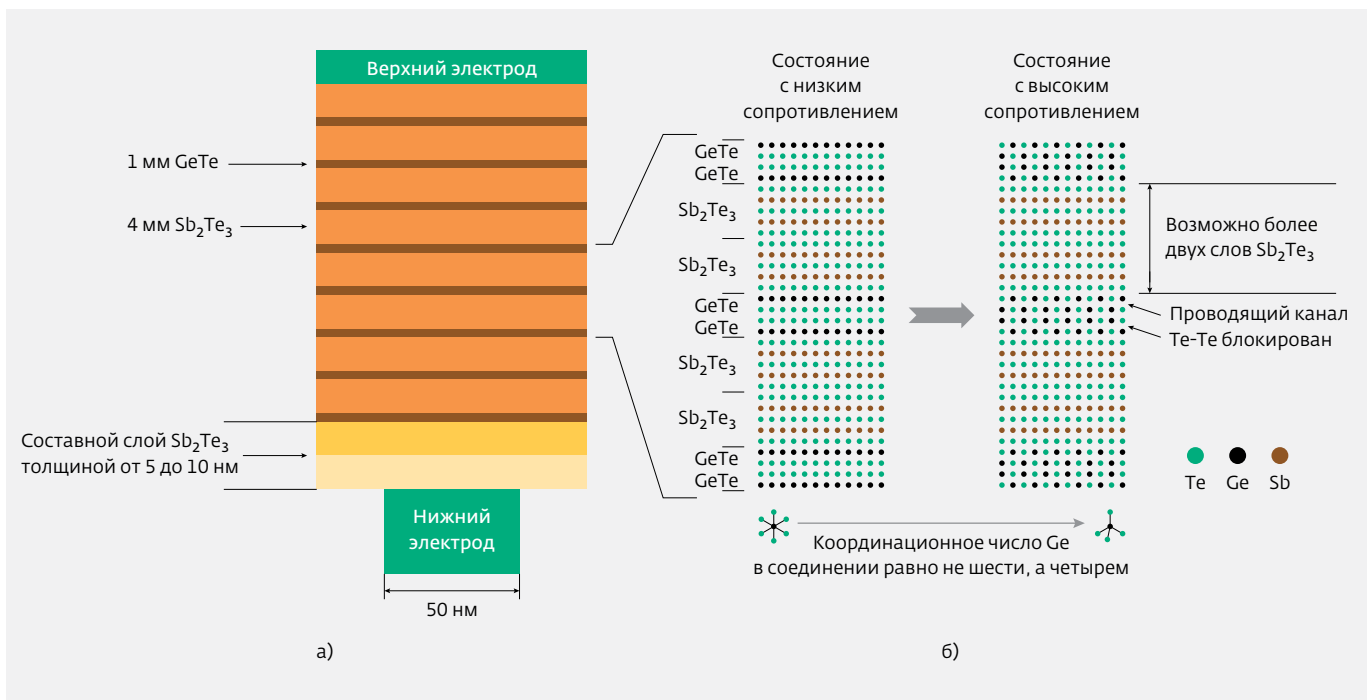 Верхний электрод
1 мм GeTe
4 мм Sb₂Te₃
Составной слой Sb₂Te₃
толщиной от 5 до 10 нм
Нижний
электрод
50 нм
а)
Состояние
с низким
сопротивлением
Состояние
с высоким
сопротивлением
GeTe
GeTe
Sb₂Te₃
Sb₂Te₃
GeTe
GeTe
Sb₂Te₃
Sb₂Te₃
GeTe
GeTe
Возможно более
двух слов Sb₂Te₃
Проводящий канал
Te-Te блокирован
Te Ge Sb
Координационное число Ge
в соединении равно не шести, а четырем
б)